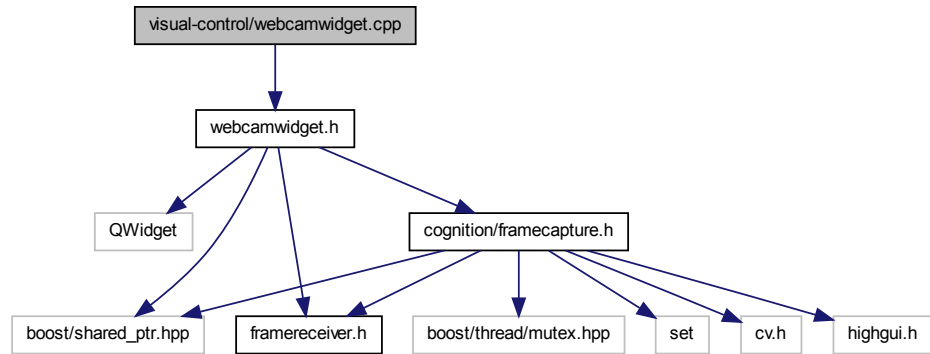 visual-control/webcamwidget.cpp
webcamwidget.h
QWidget
cognition/framecapture.h
boost/shared_ptr.hpp
framereceiver.h
boost/thread/mutex.hpp
set
cv.h
highgui.h